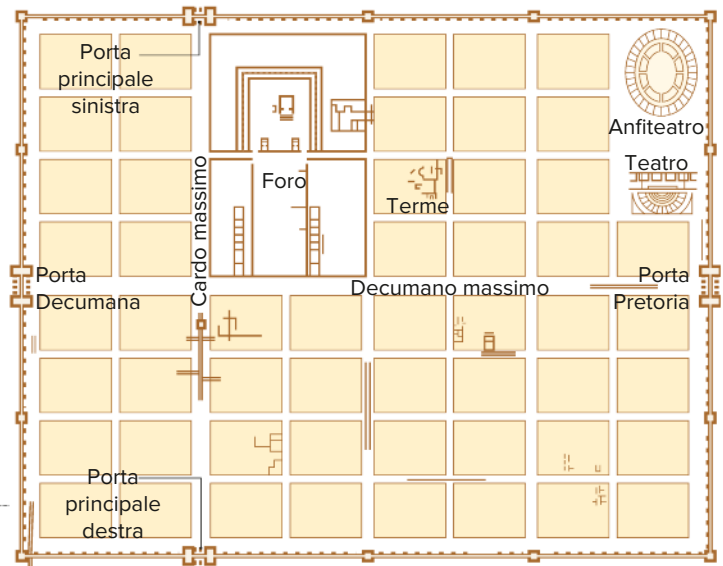 Porta
principale
sinistra
Anfiteatro
Teatro
Foro
Terme
Cardo massimo
Porta
Decumana
Decumano massimo
Porta
Pretoria
Porta
principale
destra